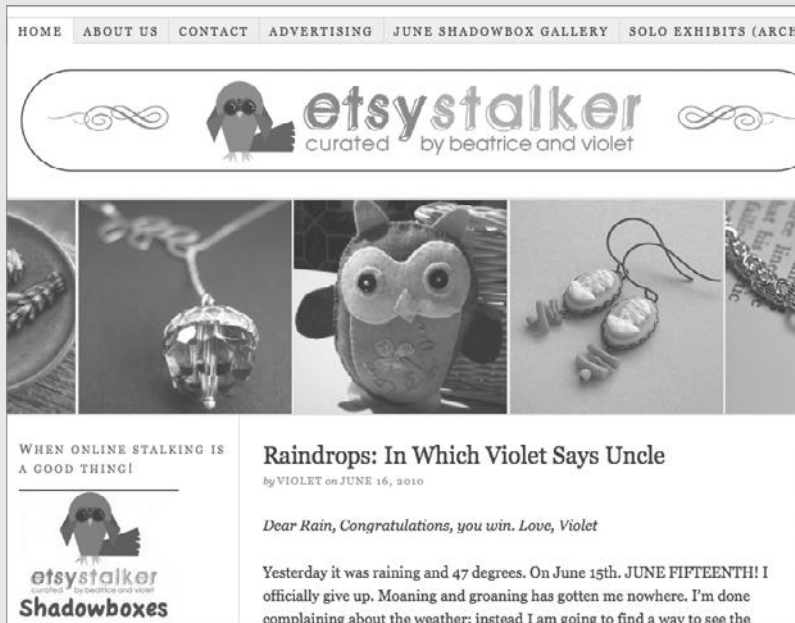 HOME ABOUT US CONTACT ADVERTISING JUNE SHADOWBOX GALLERY SOLO EXHIBITS (ARCH
etsystalker
curated by beatrice and violet
WHEN ONLINE STALKING IS
A GOOD THING!
etsystalker
curated by beatrice and violet
Shadowboxes
Raindrops: In Which Violet Says Uncle
by VIOLET on JUNE 16, 2010
Dear Rain, Congratulations, you win. Love, Violet
Yesterday it was raining and 47 degrees. On June 15th. JUNE FIFTEENTH! I
officially give up. Moaning and groaning has gotten me nowhere. I'm done
complaining about the weather; instead I am going to find a way to see the